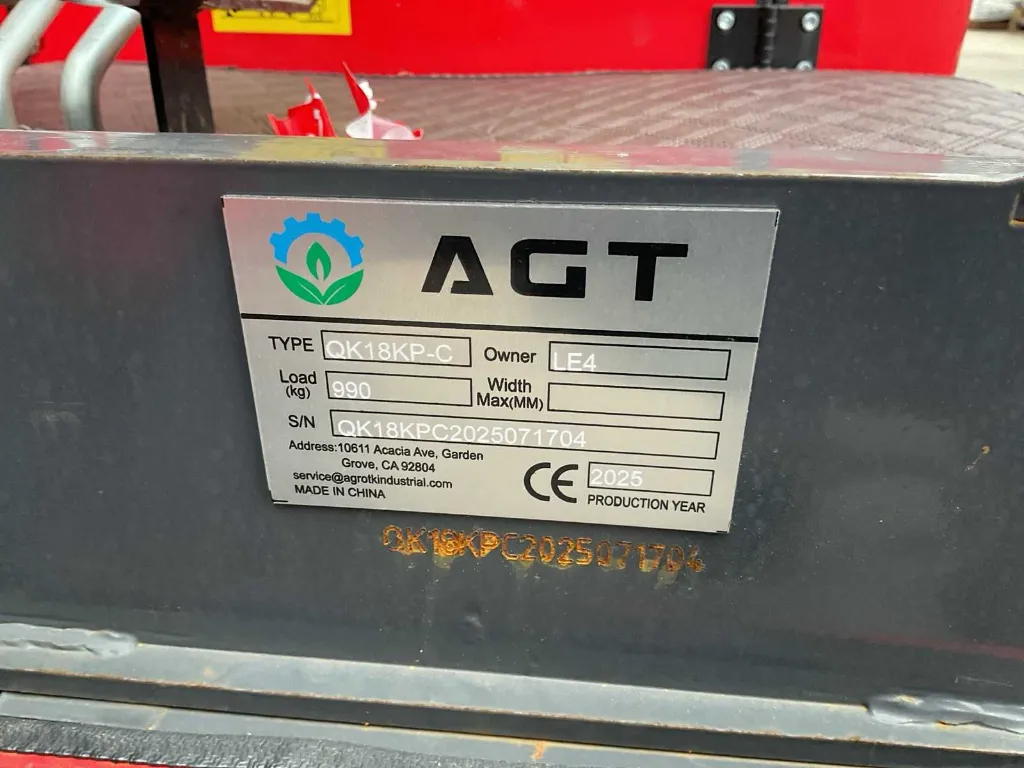 AGT
TYPE QK18KP-C Owner LE4
Load (kg) 990 Width Max(MM)
S/N QK18KPC2025071704
Address:10611 Acacia Ave, Garden
Grove, CA 92804
service@agrotkindustrial.com
MADE IN CHINA
CE 2025
PRODUCTION YEAR
QK18KPC2025071704